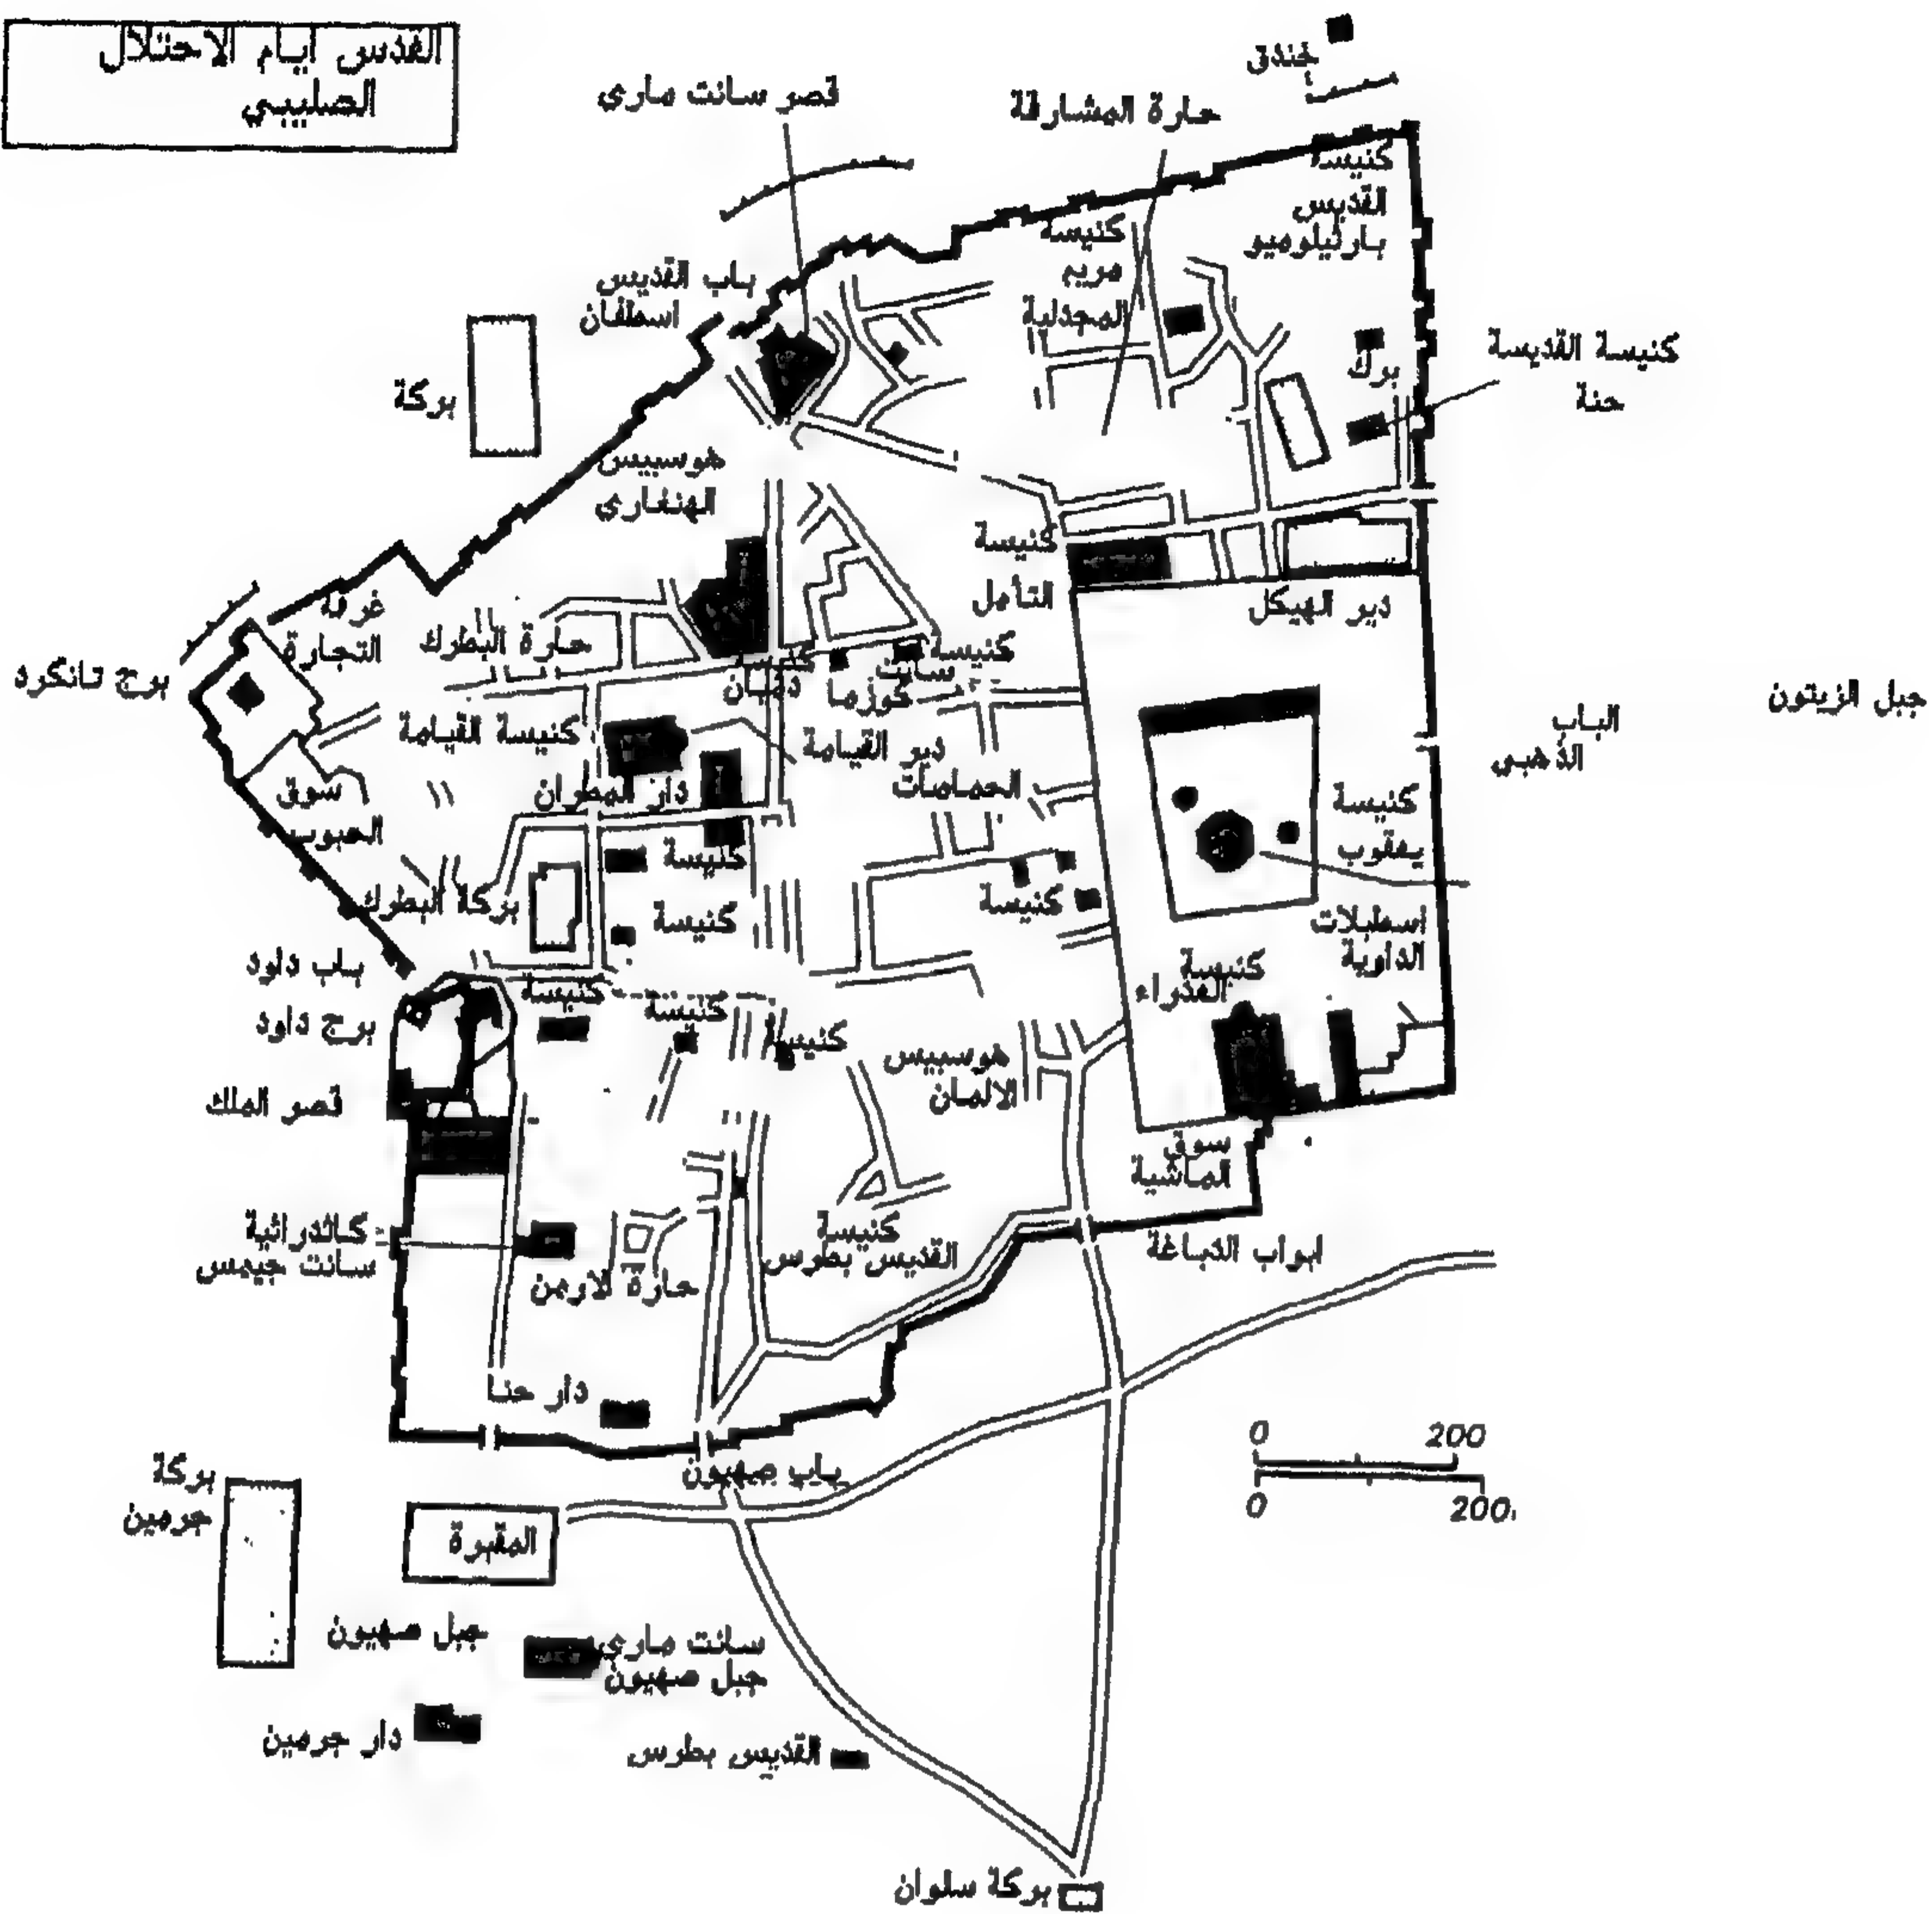 القدس ايام الاحتلال
الصليبي
خندق
قصر سانت ماري
حارة المشارقة
كنيسة
القديس
بارثيلوميو
كنيسة
مريم
المجدلية
باب القديس
اسطفان
بركة
برك
كنيسة القديسة
حنة
هوسبيس
الهنغاري
كنيسة
التأمل
دير الهيكل
غرفة
التجارة
حارة البطرك
برج تانكرد
كنيسة
سانت
كوزما
كنيسة
جبل الزيتون
الباب
الذهبي
كنيسة القيامة
دير القيامة
الحمامات
سوق
الحبوب
دار المطران
كنيسة
يعقوب
كنيسة
بركة البطرك
كنيسة
كنيسة
اسطبلات
الداوية
باب داود
برج داود
كنيسة
العذراء
كنيسة
كنيسة
كنيسة
هوسبيس
الالمان
قصر الملك
سوق
الماشية
كاثدرائية
سانت جيمس
حارة الارمن
كنيسة
القديس بطرس
ابواب الدباغة
دار حنا
باب صهيون
0 200
0 200
بركة
جرمين
المقبرة
جبل صهيون
سانت ماري
جبل صهيون
دار جرمين
القديس بطرس
بركة سلوان